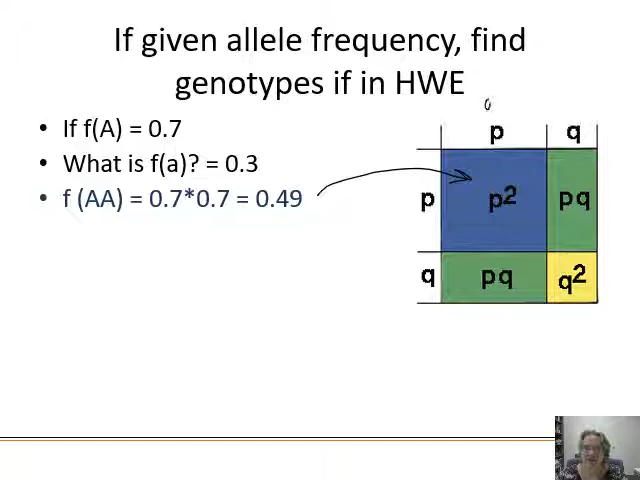 If given allele frequency, find
genotypes if in HWE
• If f(A) = 0.7
• What is f(a)? = 0.3
• f (AA) = 0.7*0.7 = 0.49
p q
p p2 pq
q pq q2